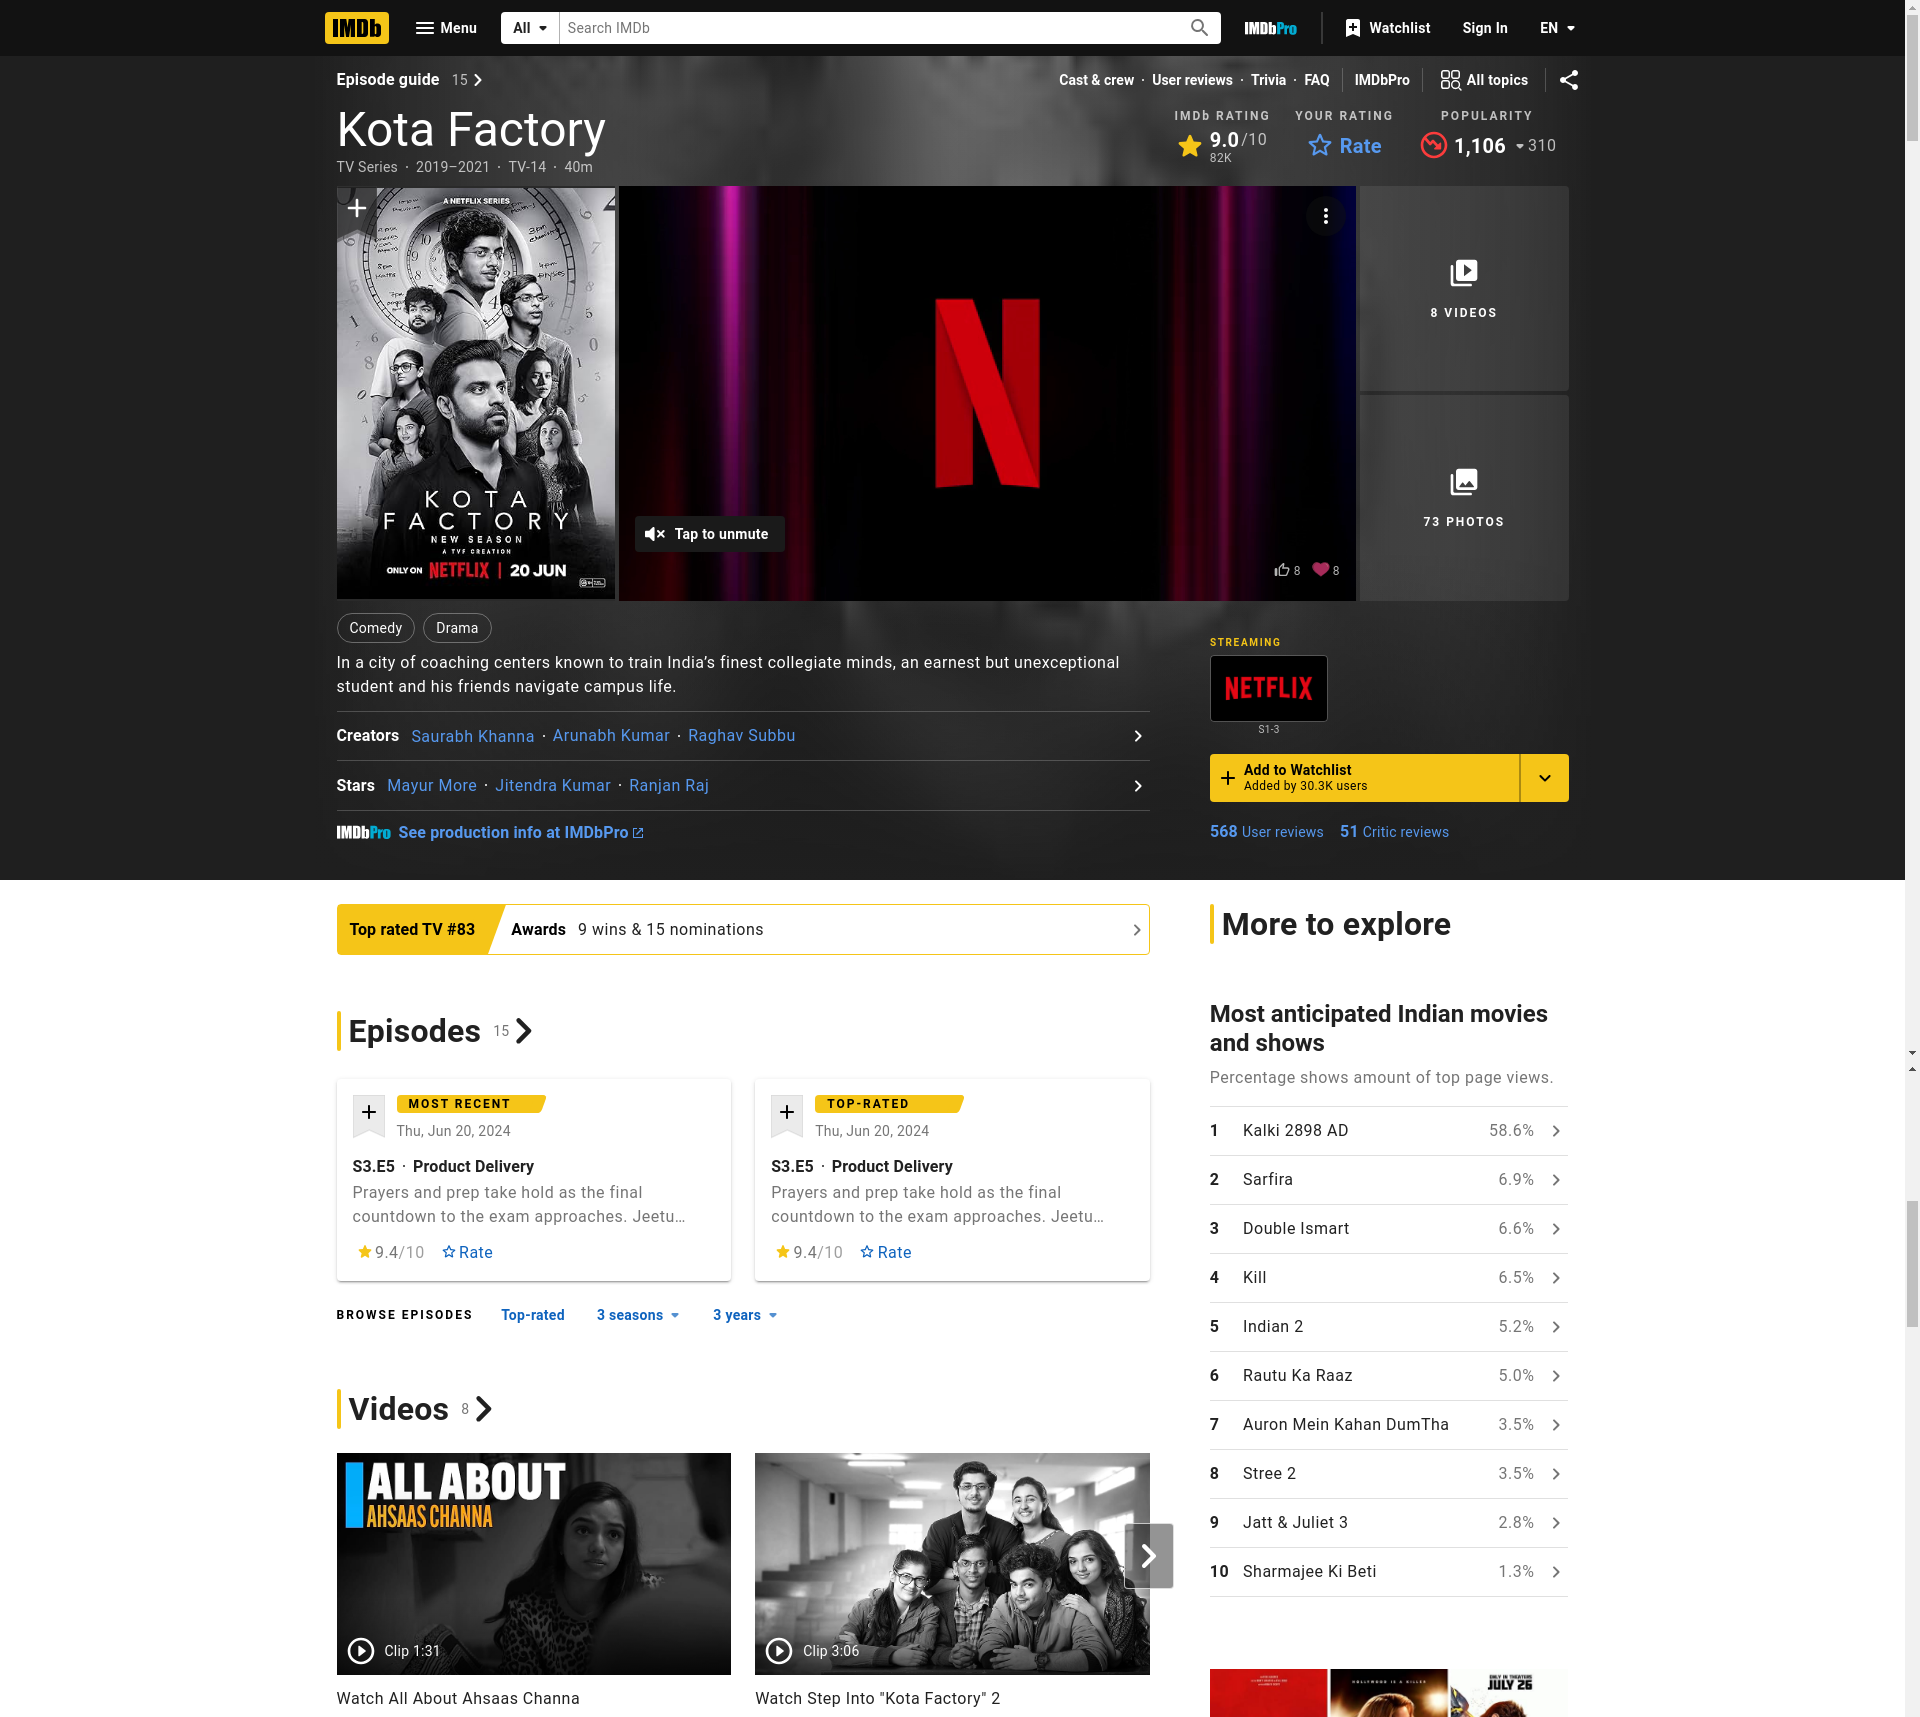 IMDb
Menu
All
Search IMDb
IMDbPro
Watchlist
Sign In
EN
Episode guide 15
Cast & crew · User reviews · Trivia · FAQ
IMDbPro
All topics
Kota Factory
TV Series · 2019–2021 · TV-14 · 40m
IMDb RATING
9.0/10
82K
YOUR RATING
Rate
POPULARITY
1,106
310
A NETFLIX SERIES
KOTA
FACTORY
NEW SEASON
A TVF CREATION
ONLY ON NETFLIX | 20 JUN
Tap to unmute
8
8
8 VIDEOS
73 PHOTOS
Comedy
Drama
In a city of coaching centers known to train India’s finest collegiate minds, an earnest but unexceptional
student and his friends navigate campus life.
Creators Saurabh Khanna · Arunabh Kumar · Raghav Subbu
Stars Mayur More · Jitendra Kumar · Ranjan Raj
IMDbPro See production info at IMDbPro
STREAMING
NETFLIX
S1-3
Add to Watchlist
Added by 30.3K users
568 User reviews
51 Critic reviews
Top rated TV #83
Awards 9 wins & 15 nominations
Episodes 15
MOST RECENT
Thu, Jun 20, 2024
S3.E5 · Product Delivery
Prayers and prep take hold as the final
countdown to the exam approaches. Jeetu…
9.4/10
Rate
TOP-RATED
Thu, Jun 20, 2024
S3.E5 · Product Delivery
Prayers and prep take hold as the final
countdown to the exam approaches. Jeetu…
9.4/10
Rate
BROWSE EPISODES
Top-rated
3 seasons
3 years
Videos 8
ALL ABOUT
AHSAAS CHANNA
Clip 1:31
Watch All About Ahsaas Channa
Clip 3:06
Watch Step Into "Kota Factory" 2
More to explore
Most anticipated Indian movies
and shows
Percentage shows amount of top page views.
1 Kalki 2898 AD 58.6%
2 Sarfira 6.9%
3 Double Ismart 6.6%
4 Kill 6.5%
5 Indian 2 5.2%
6 Rautu Ka Raaz 5.0%
7 Auron Mein Kahan DumTha 3.5%
8 Stree 2 3.5%
9 Jatt & Juliet 3 2.8%
10 Sharmajee Ki Beti 1.3%
HOLLYWOOD IS A KILLER
ONLY IN THEATERS
JULY 26